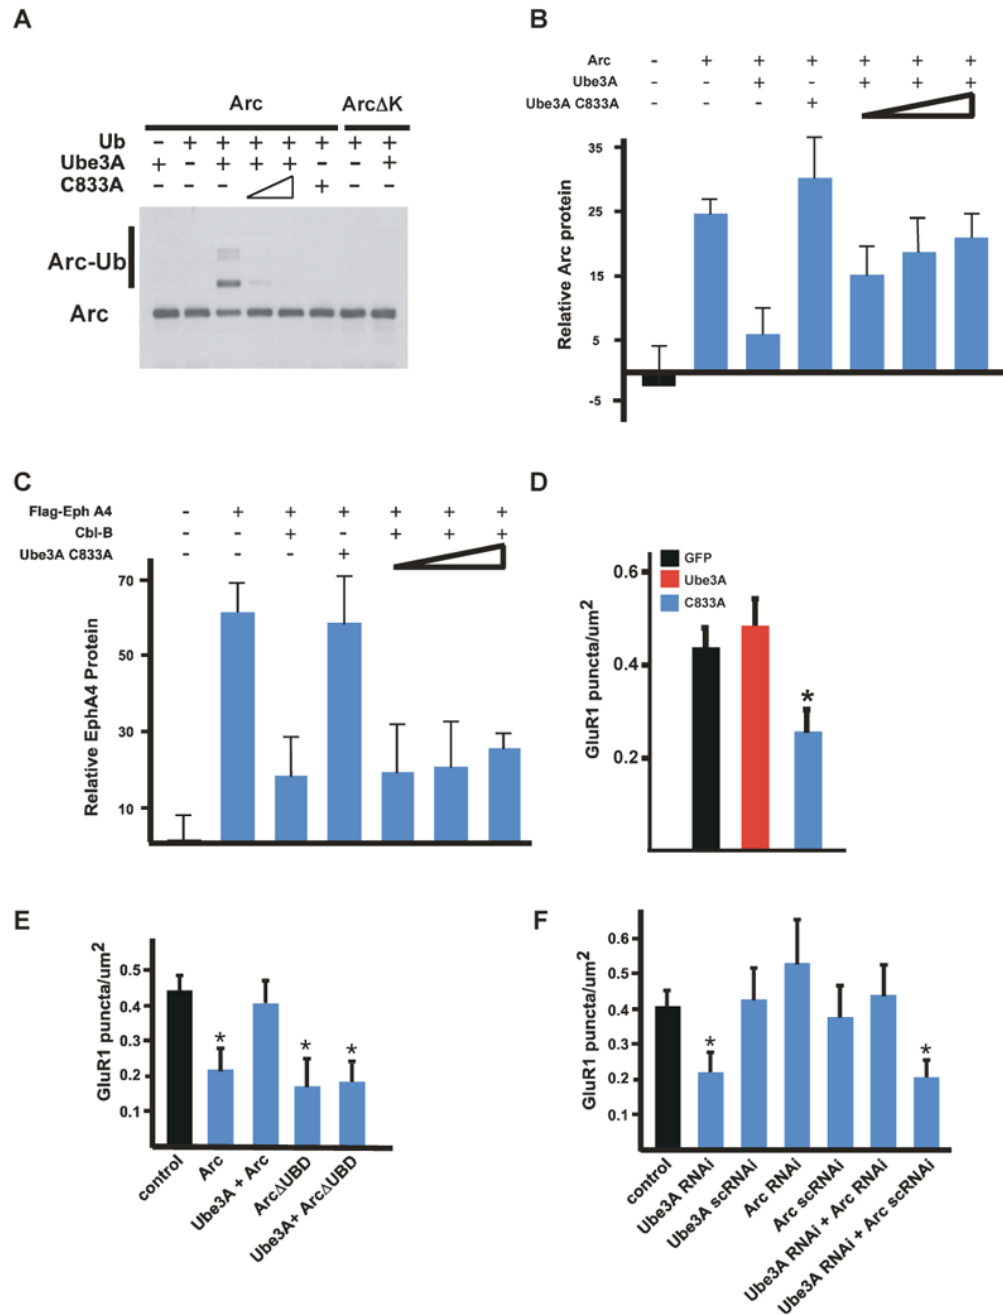 A
Arc ArcΔK
Ub - + + + + + + +
Ube3A + - + + + - - +
C833A - - - + - -
Arc-Ub
Arc
B
Arc - + + + + + +
Ube3A - - + - + + +
Ube3A C833A - - - +
Relative Arc protein
35
25
15
5
-5
C
Flag-Eph A4 - + + + + + +
Cbl-B - - + - + + +
Ube3A C833A - - - +
Relative EphA4 Protein
70
50
30
10
D
GFP
Ube3A
C833A
GluR1 puncta/um2
0.6
0.4
0.2
*
E
GluR1 puncta/um2
0.5
0.4
0.3
0.2
0.1
* * *
control
Arc
Ube3A + Arc
ArcΔUBD
Ube3A+ ArcΔUBD
F
GluR1 puncta/um2
0.6
0.5
0.4
0.3
0.2
0.1
* *
control
Ube3A RNAi
Ube3A scRNAi
Arc RNAi
Arc scRNAi
Ube3A RNAi + Arc RNAi
Ube3A RNAi + Arc scRNAi